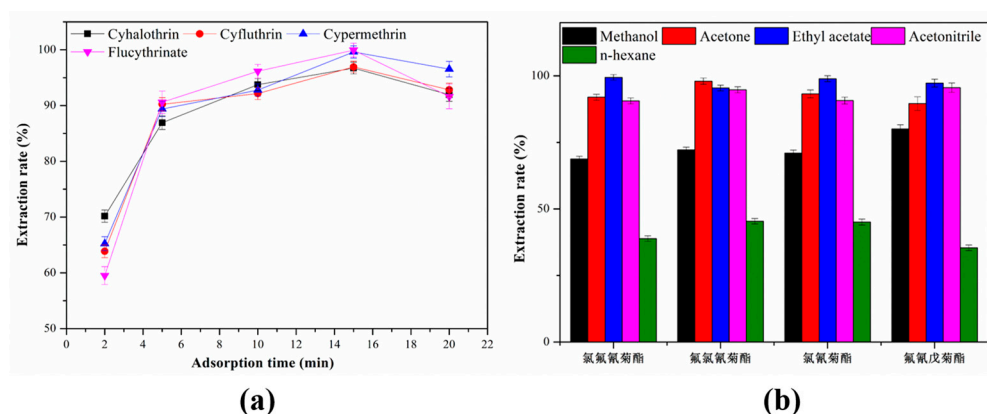 Cyhalothrin Cyfluthrin Cypermethrin
Flucythrinate
100
90
80
70
60
50
0 2 4 6 8 10 12 14 16 18 20 22
Extraction rate (%)
Adsorption time (min)
(a)
Methanol Acetone Ethyl acetate Acetonitrile
n-hexane
100
50
0
Extraction rate (%)
氯氟氰菊酯 氟氯氰菊酯 氯氰菊酯 氟氰戊菊酯
(b)